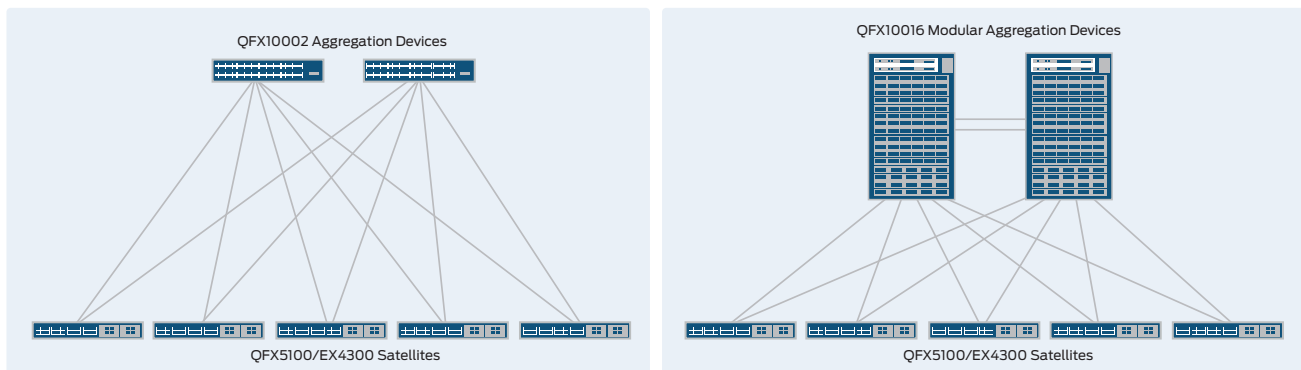 QFX10002 Aggregation Devices
QFX5100/EX4300 Satellites
QFX10016 Modular Aggregation Devices
QFX5100/EX4300 Satellites